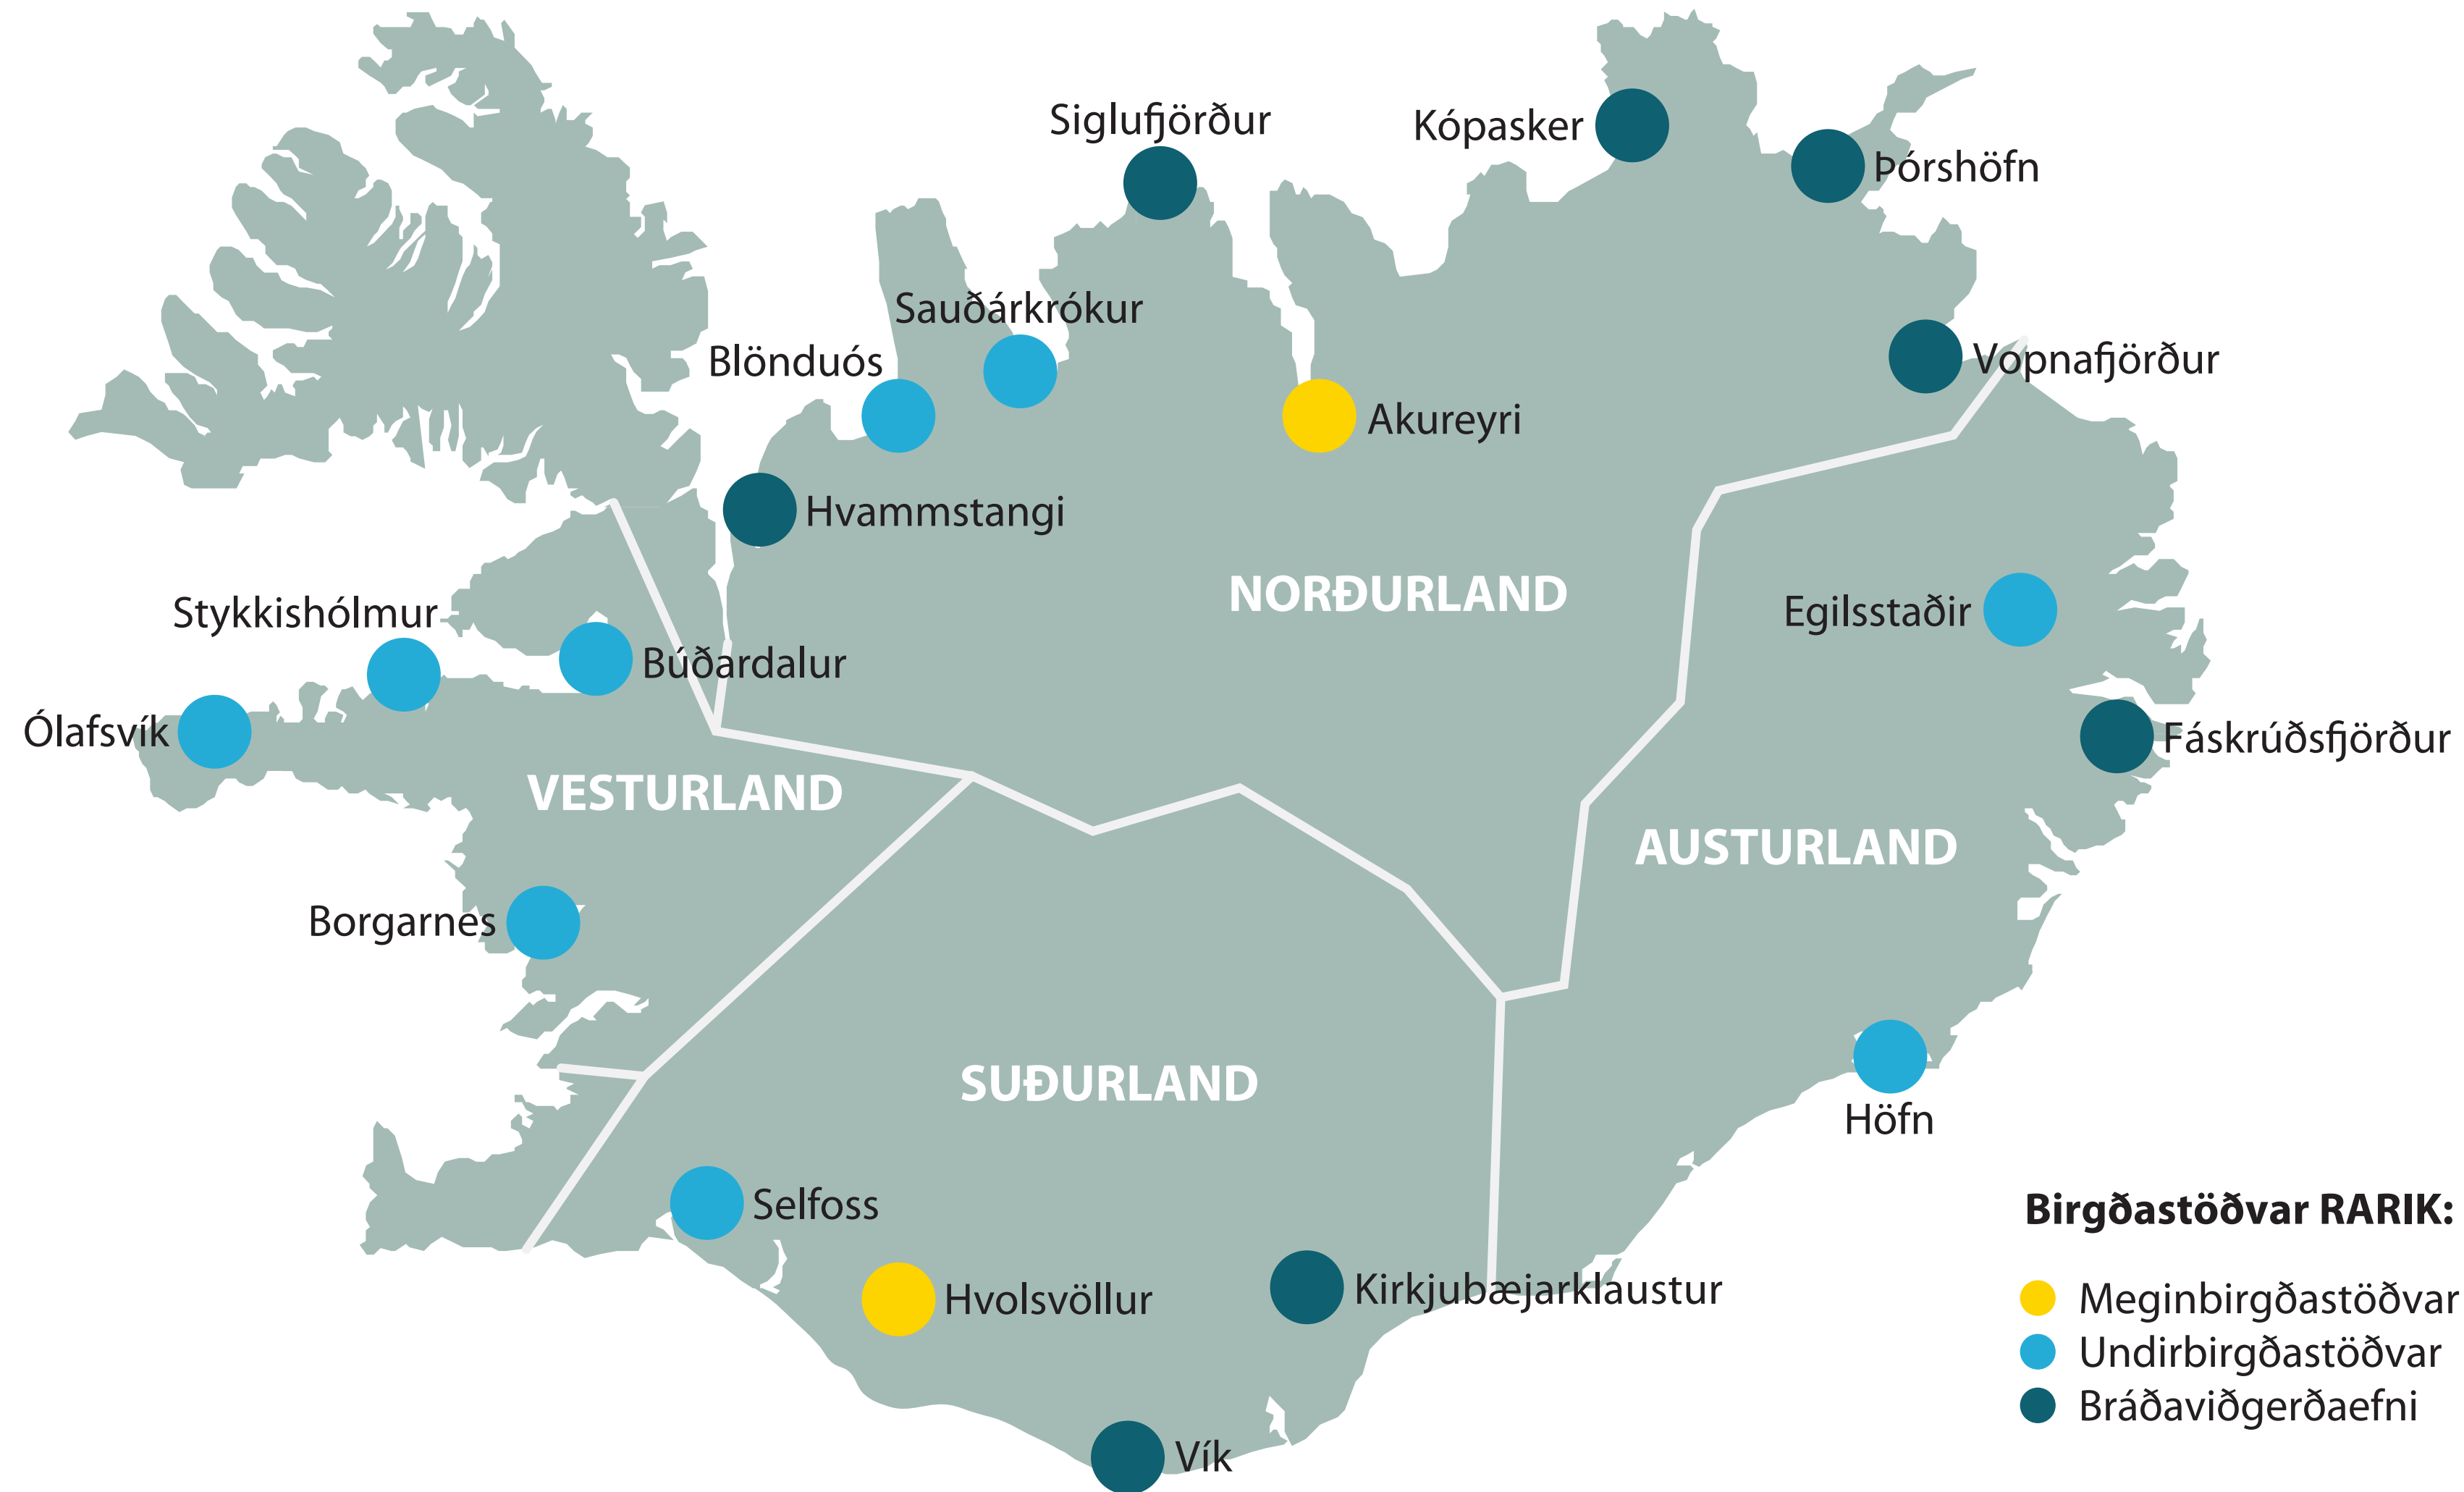 Siglufjörður
Kópasker
Þórshöfn
Sauðárkrókur
Blönduós
Vopnafjörður
Akureyri
Hvammstangi
NORÐURLAND
Stykkishólmur
Egilsstaðir
Búðardalur
Ólafsvík
Fáskrúðsfjörður
VESTURLAND
AUSTURLAND
Borgarnes
SUÐURLAND
Höfn
Selfoss
Birgðastöðvar RARIK:
Kirkjubæjarklaustur
Hvolsvöllur
Meginbirgðastöðvar
Undirbirgðastöðvar
Bráðaviðgerðaefni
Vík